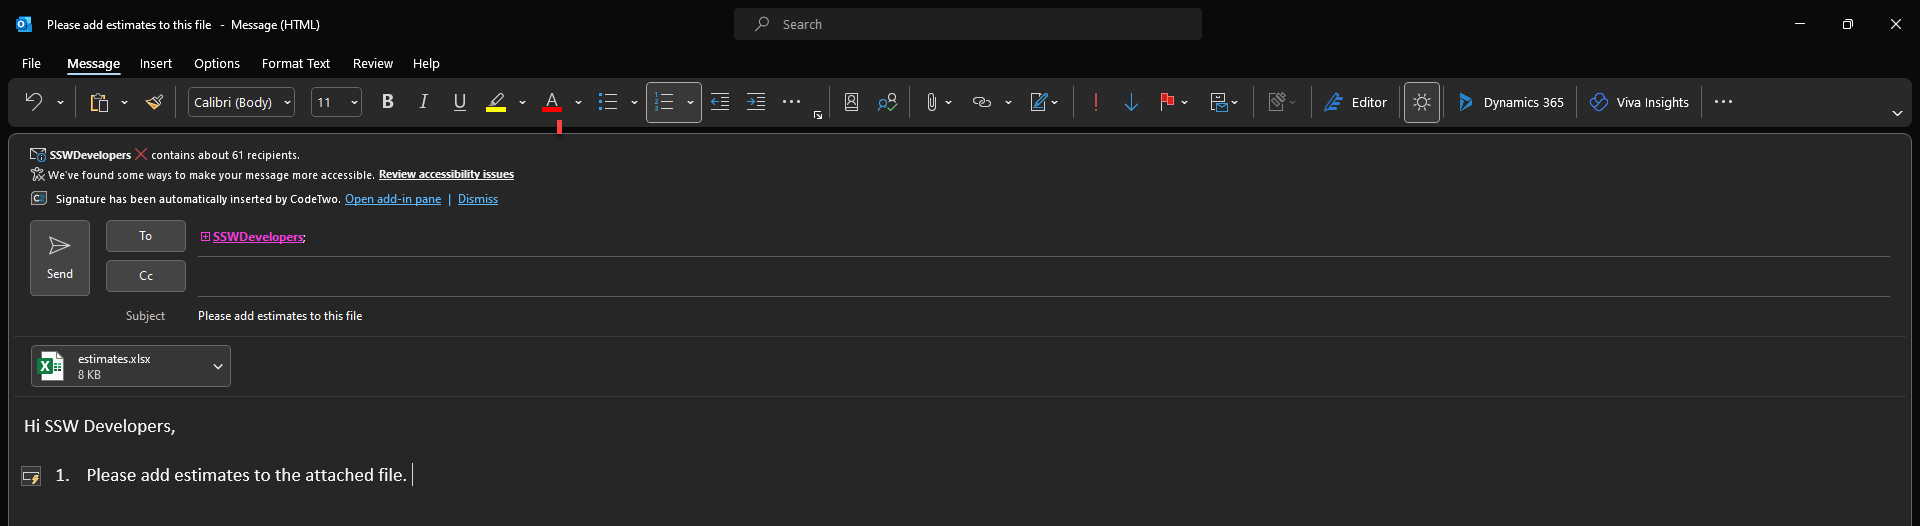 Please add estimates to this file - Message (HTML)
Search
File Message Insert Options Format Text Review Help
Calibri (Body) 11 B I U A Editor Dynamics 365 Viva Insights
SSWDevelopers contains about 61 recipients.
We've found some ways to make your message more accessible. Review accessibility issues
Signature has been automatically inserted by CodeTwo. Open add-in pane | Dismiss
Send
To SSWDevelopers;
Cc
Subject Please add estimates to this file
estimates.xlsx
8 KB
Hi SSW Developers,
1. Please add estimates to the attached file.